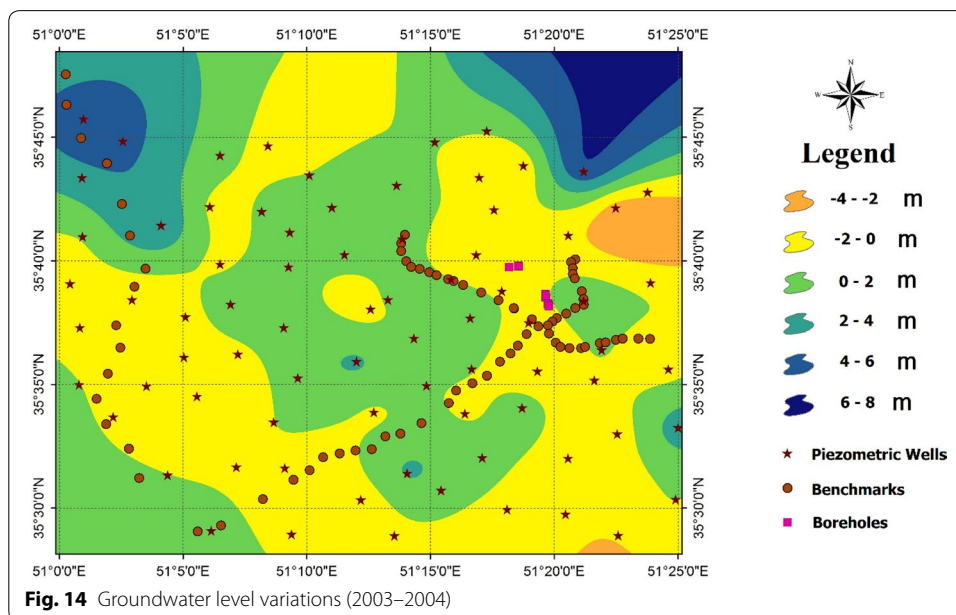 51°0'0"E 51°5'0"E 51°10'0"E 51°15'0"E 51°20'0"E 51°25'0"E
35°45'0"N 35°45'0"N
35°40'0"N 35°40'0"N
35°35'0"N 35°35'0"N
35°30'0"N 35°30'0"N
51°0'0"E 51°5'0"E 51°10'0"E 51°15'0"E 51°20'0"E 51°25'0"E
N
W E
S
Legend
-4 - -2 m
-2 - 0 m
0 - 2 m
2 - 4 m
4 - 6 m
6 - 8 m
Piezometric Wells
Benchmarks
Boreholes
Fig. 14 Groundwater level variations (2003–2004)